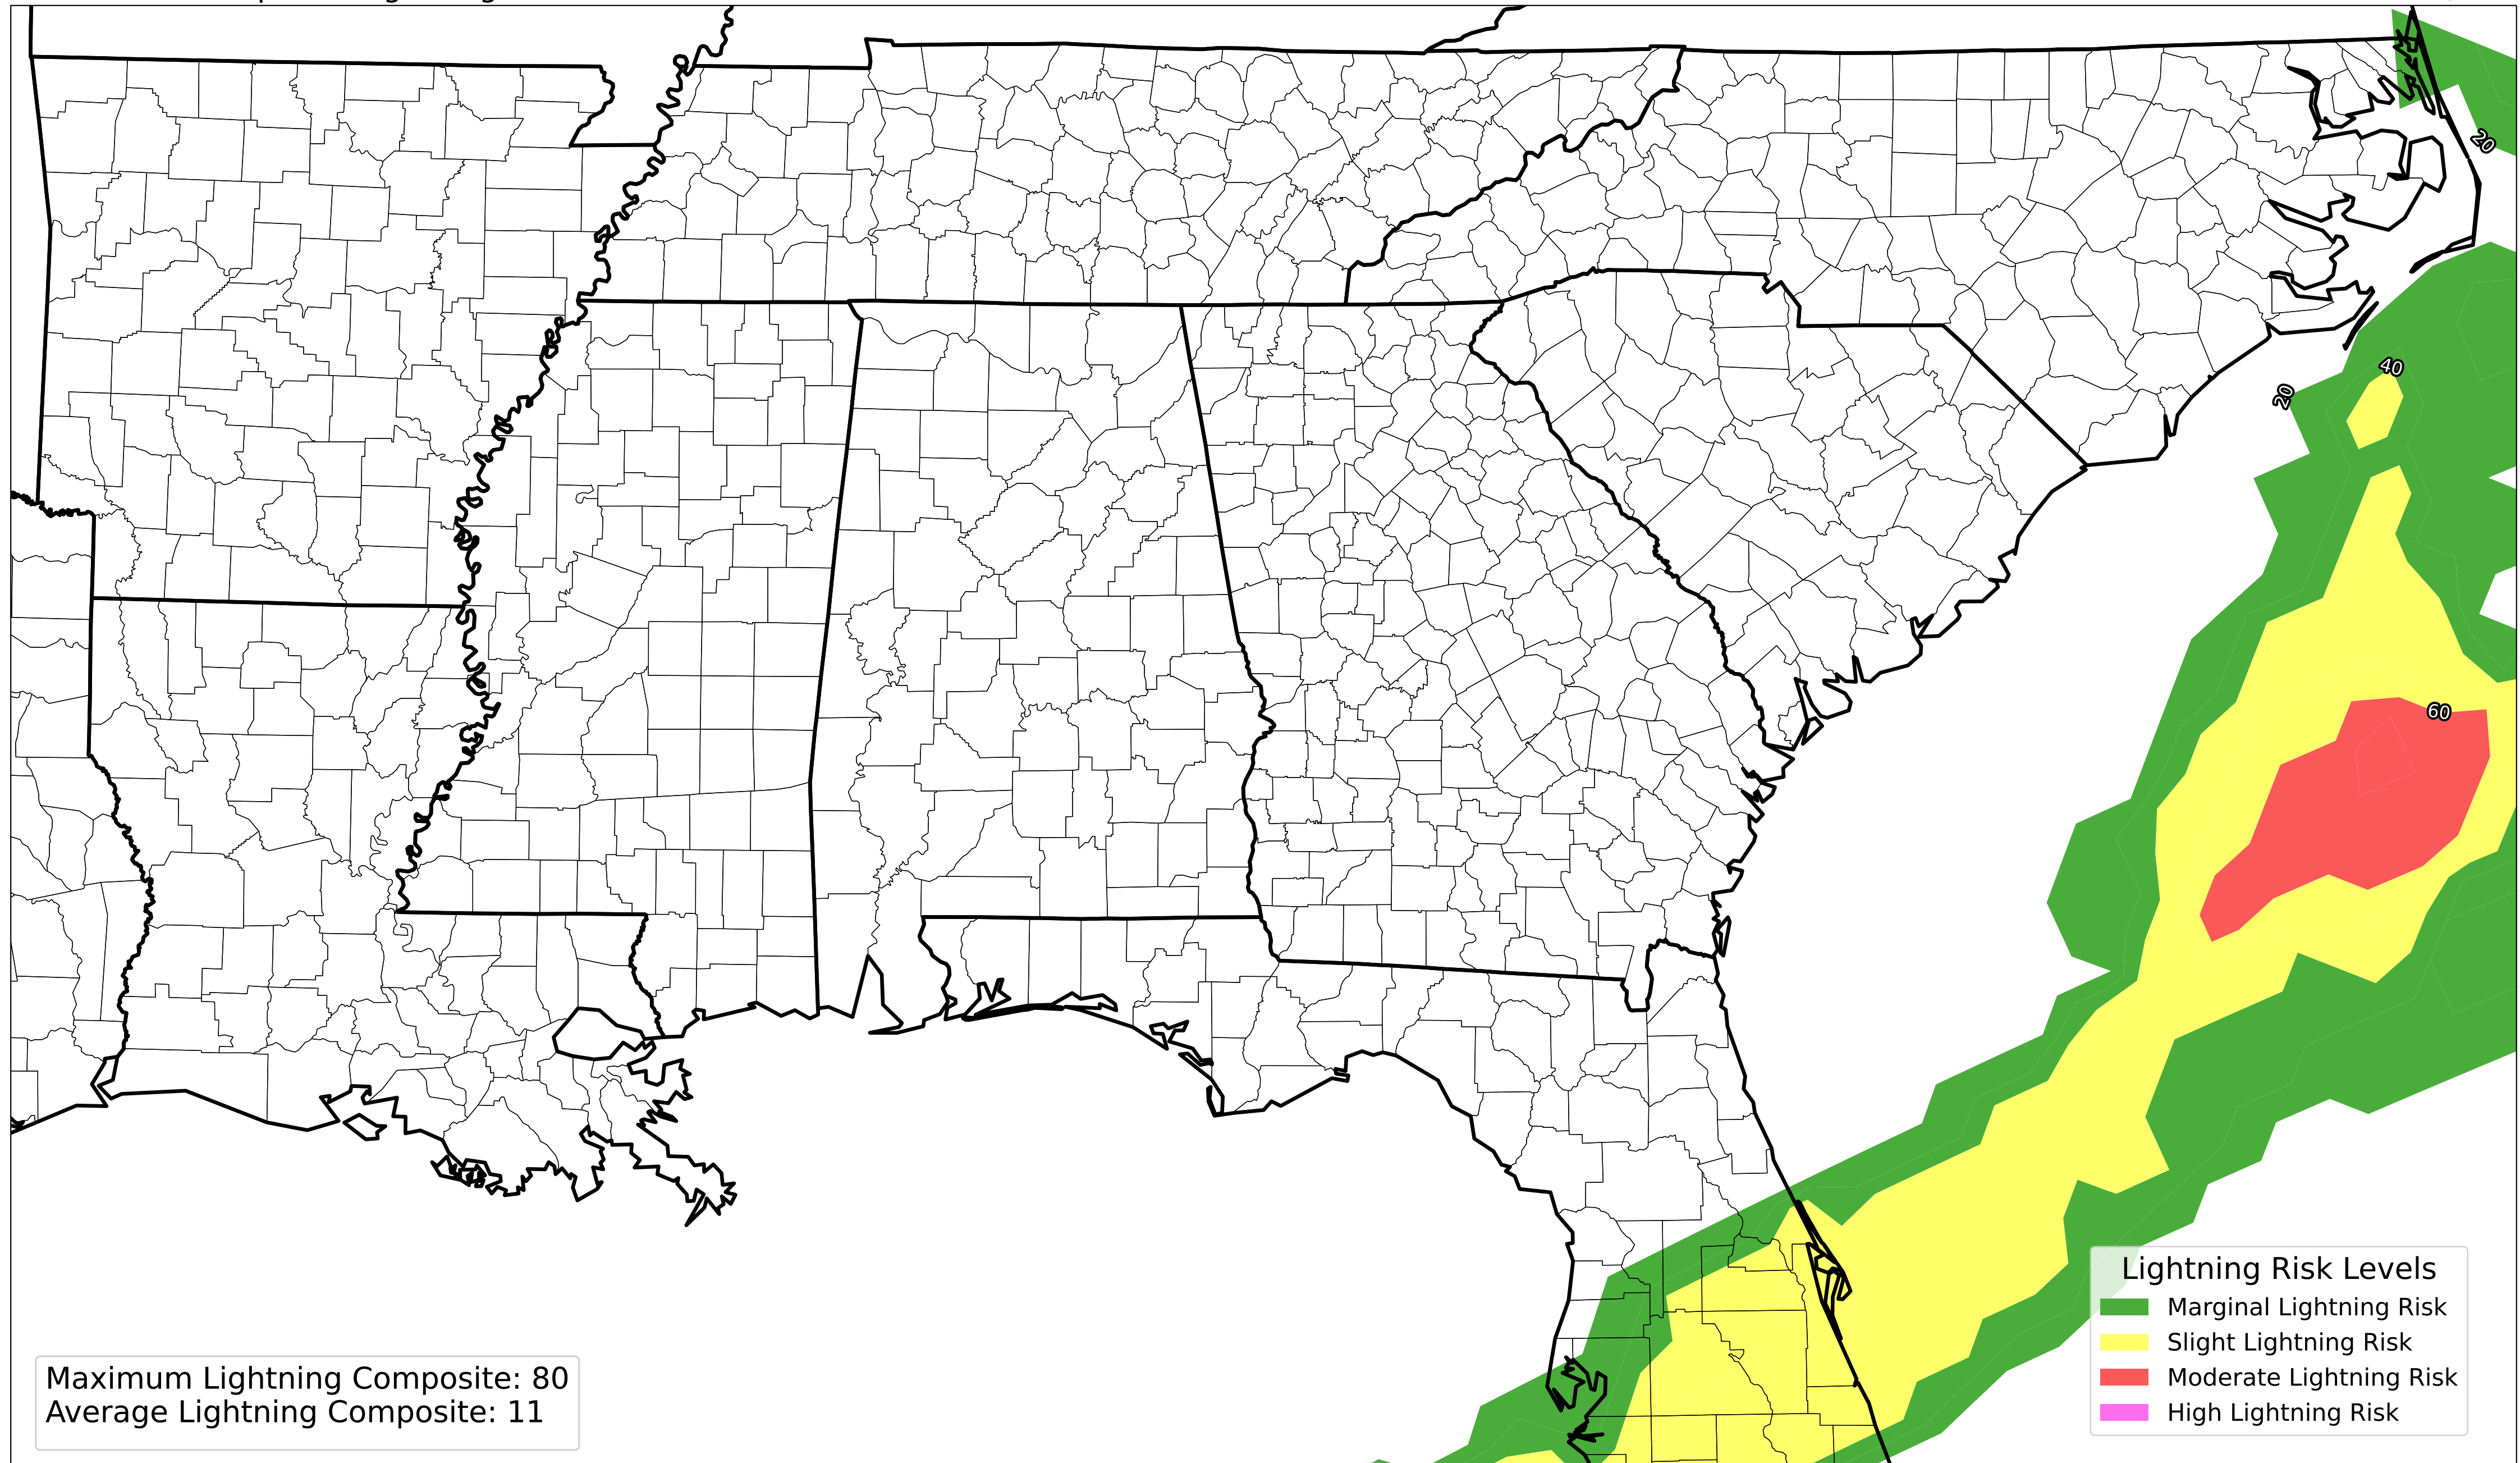 20
40
20
60
Lightning Risk Levels
Marginal Lightning Risk
Slight Lightning Risk
Moderate Lightning Risk
High Lightning Risk
Maximum Lightning Composite: 80
Average Lightning Composite: 11